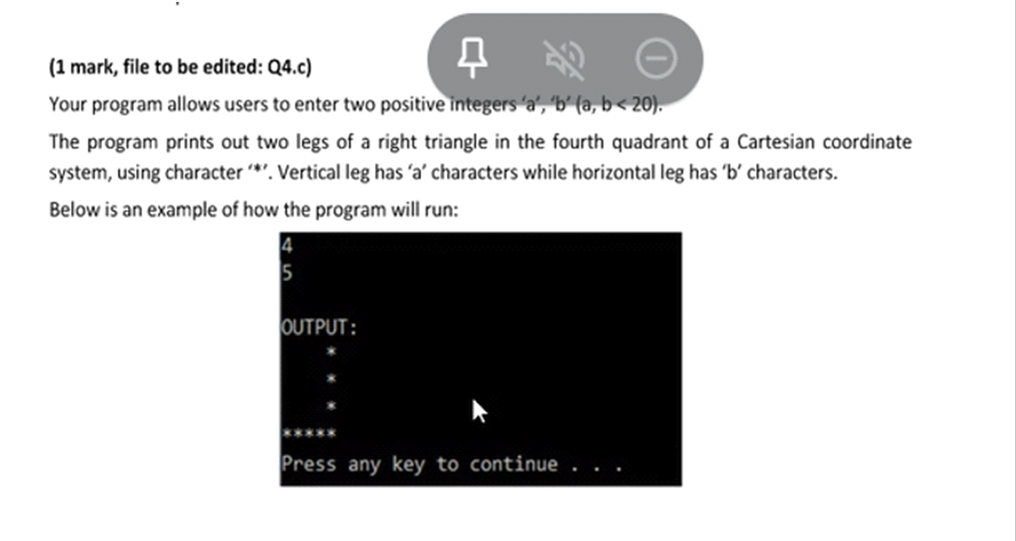 (1 mark, file to be edited: Q4.c)
Your program allows users to enter two positive integers ‘a’, ‘b’ (a, b < 20).
The program prints out two legs of a right triangle in the fourth quadrant of a Cartesian coordinate
system, using character ‘*’. Vertical leg has ‘a’ characters while horizontal leg has ‘b’ characters.
Below is an example of how the program will run:
4
5
OUTPUT:
    *
    *
    *
*****
Press any key to continue . . .